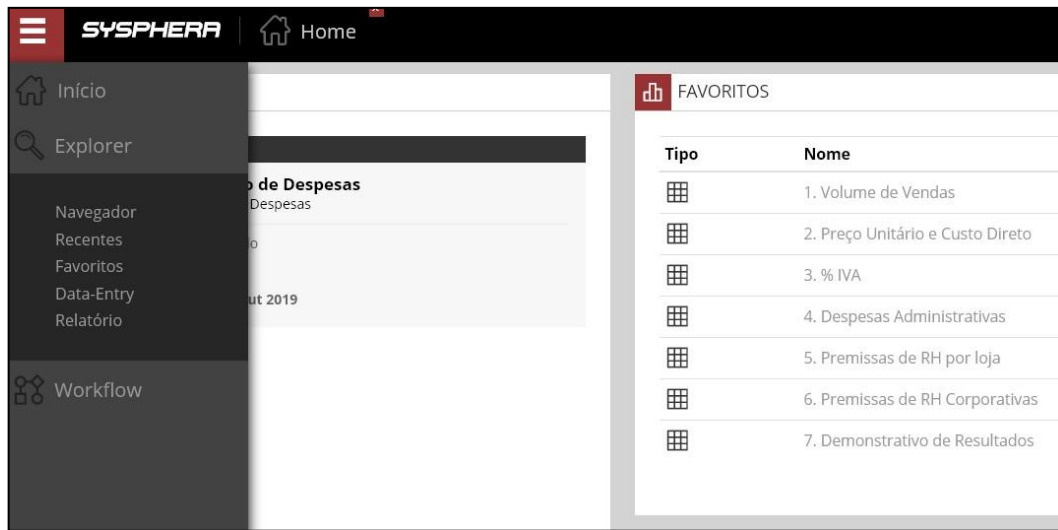 SYSPHERA
Home
Início
Explorer
Navegador
Recentes
Favoritos
Data-Entry
Relatório
Workflow
de Despesas
Despesas
2019
FAVORITOS
Tipo Nome
1. Volume de Vendas
2. Preço Unitário e Custo Direto
3. % IVA
4. Despesas Administrativas
5. Premissas de RH por loja
6. Premissas de RH Corporativas
7. Demonstrativo de Resultados